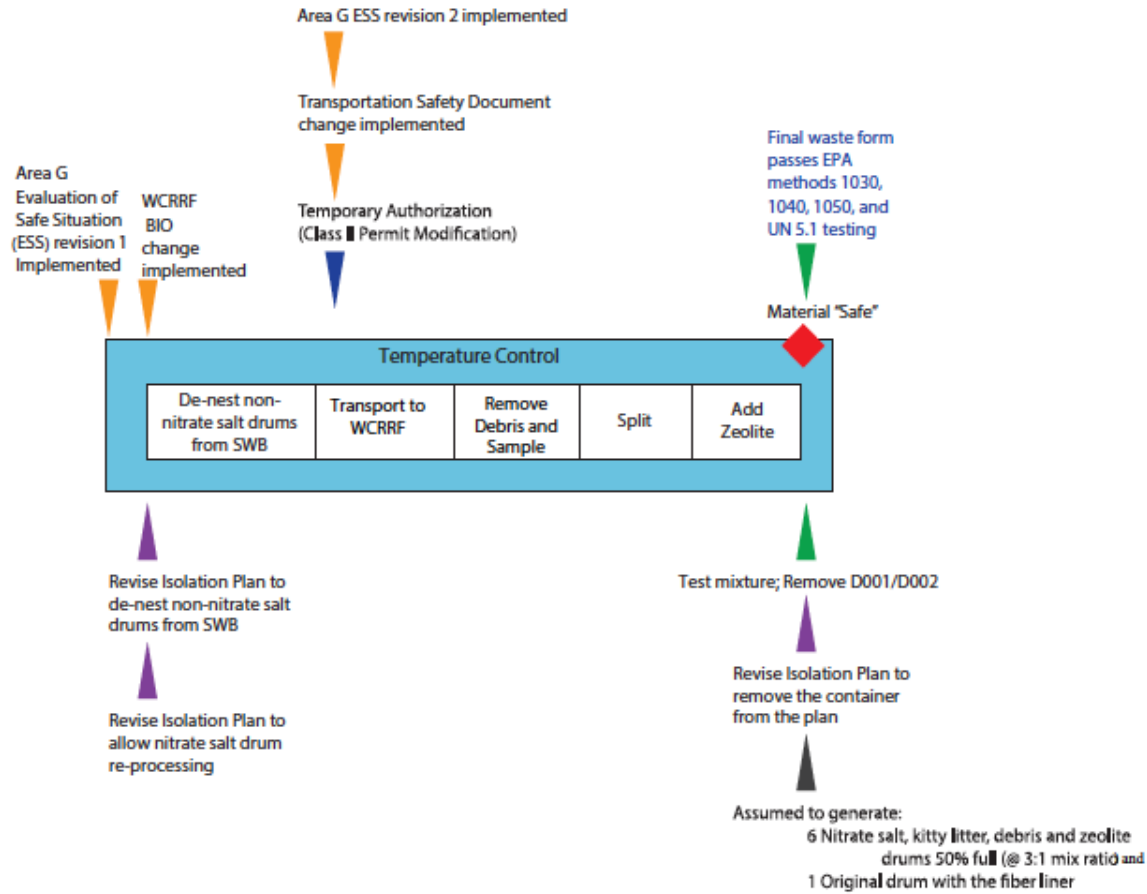 Area G ESS revision 2 implemented
Transportation Safety Document
change implemented
Temporary Authorization
(Class II Permit Modification)
Area G
Evaluation of
Safe Situation
(ESS) revision 1
Implemented
WCRRF
BIO
change
implemented
Final waste form
passes EPA
methods 1030,
1040, 1050, and
UN 5.1 testing
Material "Safe"
Temperature Control
De-nest non-
nitrate salt drums
from SWB
Transport to
WCRRF
Remove
Debris and
Sample
Split
Add
Zeolite
Revise Isolation Plan to
de-nest non-nitrate salt
drums from SWB
Revise Isolation Plan to
allow nitrate salt drum
re-processing
Test mixture; Remove D001/D002
Revise Isolation Plan to
remove the container
from the plan
Assumed to generate:
6 Nitrate salt, kitty litter, debris and zeolite
drums 50% full (@ 3:1 mix ratio) and
1 Original drum with the fiber liner